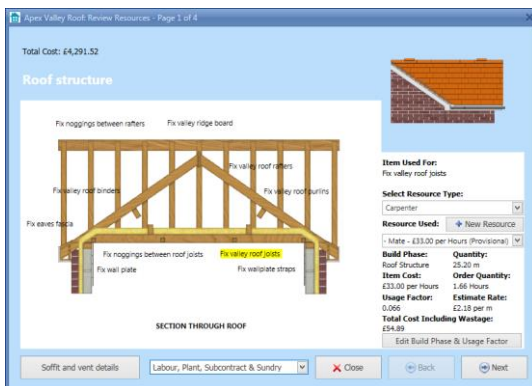 Apex Valley Roof: Review Resources - Page 1 of 4
Total Cost: £4,291.52
Roof structure
Fix noggings between rafters
Fix valley ridge board
Fix valley roof rafters
Fix valley roof binders
Fix valley roof purlins
Fix eaves fascia
Fix noggings between roof joists
Fix valley roof joists
Fix wall plate
Fix wallplate straps
SECTION THROUGH ROOF
Item Used For:
Fix valley roof joists
Select Resource Type:
Carpenter
Resource Used:
New Resource
- Mate - £33.00 per Hours (Provisional)
Build Phase: Quantity:
Roof Structure 25.20 m
Item Cost: Order Quantity:
£33.00 per Hours 1.66 Hours
Usage Factor: Estimate Rate:
0.066 £2.18 per m
Total Cost Including Wastage:
£54.89
Edit Build Phase & Usage Factor
Soffit and vent details
Labour, Plant, Subcontract & Sundry
Close
Back
Next